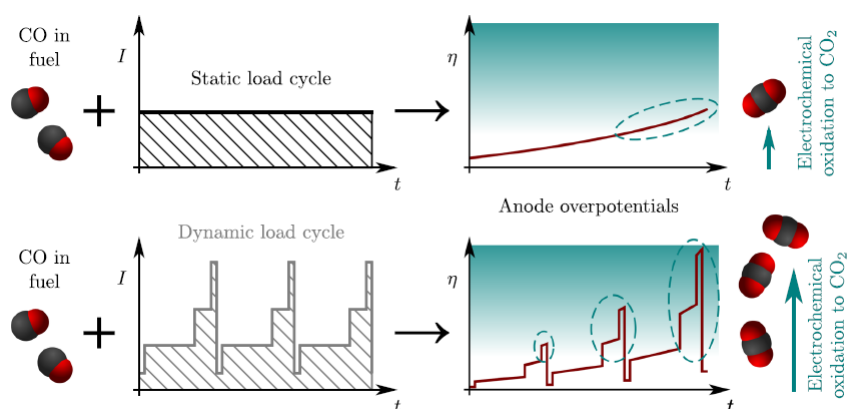 CO in
fuel
I
Static load cycle
t
η
t
Electrochemical
oxidation to CO₂
Anode overpotentials
CO in
fuel
I
Dynamic load cycle
t
η
t
Electrochemical
oxidation to CO₂